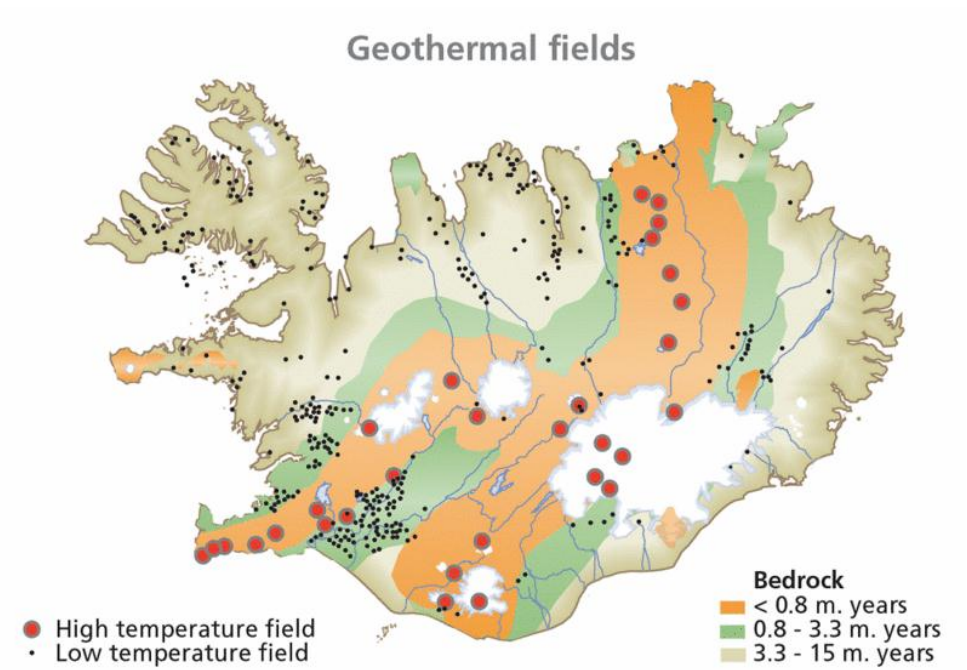 Geothermal fields
Bedrock
< 0.8 m. years
0.8 - 3.3 m. years
3.3 - 15 m. years
High temperature field
Low temperature field